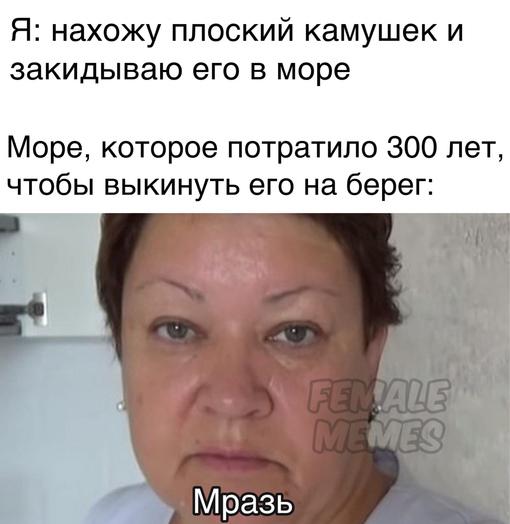 Я: нахожу плоский камушек и
закидываю его в море
Море, которое потратило 300 лет,
чтобы выкинуть его на берег:
FEMALE
MEMES
Мразь